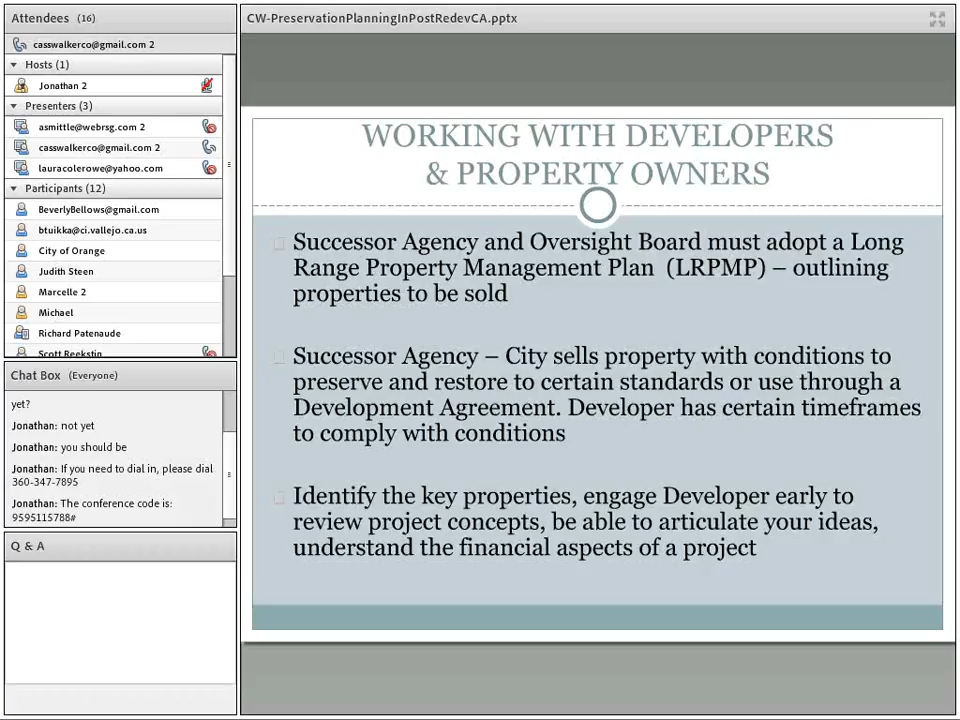 Attendees (16)
casswalkerco@gmail.com 2
Hosts (1)
Jonathan 2
Presenters (3)
asmittle@webrsg.com 2
casswalkerco@gmail.com 2
lauracolerowe@yahoo.com
Participants (12)
BeverlyBellows@gmail.com
btuikka@ci.vallejo.ca.us
City of Orange
Judith Steen
Marcelle 2
Michael
Richard Patenaude
Scott Reekstin
Chat Box (Everyone)
yet?
Jonathan: not yet
Jonathan: you should be
Jonathan: If you need to dial in, please dial
360-347-7895
Jonathan: The conference code is:
9595115788#
Q & A
CW-PreservationPlanningInPostRedevCA.pptx
WORKING WITH DEVELOPERS
& PROPERTY OWNERS
Successor Agency and Oversight Board must adopt a Long
Range Property Management Plan (LRPMP) – outlining
properties to be sold
Successor Agency – City sells property with conditions to
preserve and restore to certain standards or use through a
Development Agreement. Developer has certain timeframes
to comply with conditions
Identify the key properties, engage Developer early to
review project concepts, be able to articulate your ideas,
understand the financial aspects of a project